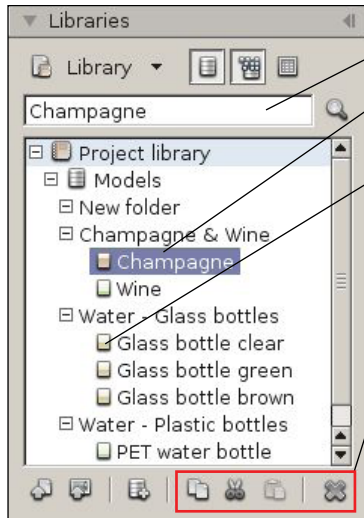 Libraries
Library
Champagne
Project library
Models
New folder
Champagne & Wine
Champagne
Wine
Water - Glass bottles
Glass bottle clear
Glass bottle green
Glass bottle brown
Water - Plastic bottles
PET water bottle